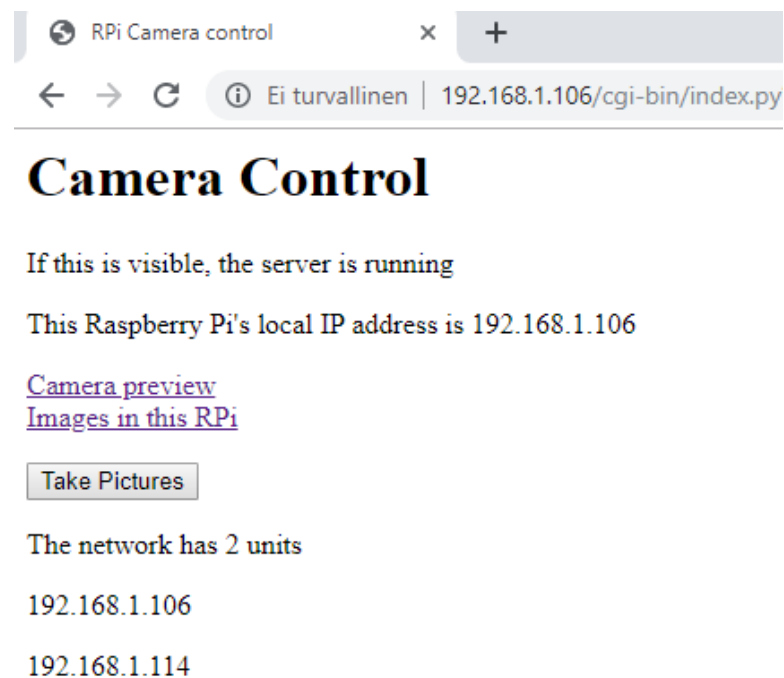 RPi Camera control
Ei turvallinen | 192.168.1.106/cgi-bin/index.py
Camera Control
If this is visible, the server is running
This Raspberry Pi's local IP address is 192.168.1.106
Camera preview
Images in this RPi
Take Pictures
The network has 2 units
192.168.1.106
192.168.1.114